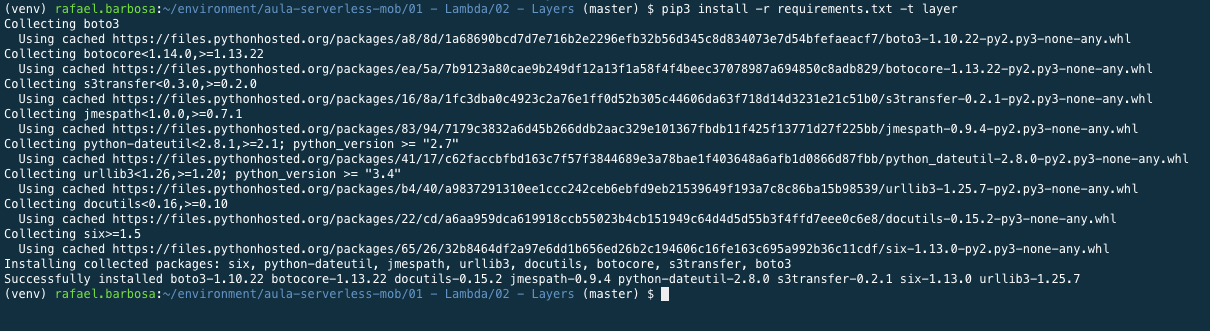 (venv) rafael.barbosa:~/environment/aula-serverless-mob/01 - Lambda/02 - Layers (master) $ pip3 install -r requirements.txt -t layer
Collecting boto3
  Using cached https://files.pythonhosted.org/packages/a8/8d/1a68690bcd7d7e716b2e2296efb32b56d345c8d834073e7d54bfefaeacf7/boto3-1.10.22-py2.py3-none-any.whl
Collecting botocore<1.14.0,>=1.13.22
  Using cached https://files.pythonhosted.org/packages/ea/5a/7b9123a80cae9b249df12a13f1a58f4f4beec37078987a694850c8adb829/botocore-1.13.22-py2.py3-none-any.whl
Collecting s3transfer<0.3.0,>=0.2.0
  Using cached https://files.pythonhosted.org/packages/16/8a/1fc3dba0c4923c2a76e1ff0d52b305c44606da63f718d14d3231e21c51b0/s3transfer-0.2.1-py2.py3-none-any.whl
Collecting jmespath<1.0.0,>=0.7.1
  Using cached https://files.pythonhosted.org/packages/83/94/7179c3832a6d45b266ddb2aac329e101367fbdb11f425f13771d27f225bb/jmespath-0.9.4-py2.py3-none-any.whl
Collecting python-dateutil<2.8.1,>=2.1; python_version >= "2.7"
  Using cached https://files.pythonhosted.org/packages/41/17/c62faccbfbd163c7f57f3844689e3a78bae1f403648a6afb1d0866d87fbb/python_dateutil-2.8.0-py2.py3-none-any.whl
Collecting urllib3<1.26,>=1.20; python_version >= "3.4"
  Using cached https://files.pythonhosted.org/packages/b4/40/a9837291310ee1ccc242ceb6ebfd9eb21539649f193a7c8c86ba15b98539/urllib3-1.25.7-py2.py3-none-any.whl
Collecting docutils<0.16,>=0.10
  Using cached https://files.pythonhosted.org/packages/22/cd/a6aa959dca619918ccb55023b4cb151949c64d4d5d55b3f4ffd7eee0c6e8/docutils-0.15.2-py3-none-any.whl
Collecting six>=1.5
  Using cached https://files.pythonhosted.org/packages/65/26/32b8464df2a97e6dd1b656ed26b2c194606c16fe163c695a992b36c11cdf/six-1.13.0-py2.py3-none-any.whl
Installing collected packages: six, python-dateutil, jmespath, urllib3, docutils, botocore, s3transfer, boto3
Successfully installed boto3-1.10.22 botocore-1.13.22 docutils-0.15.2 jmespath-0.9.4 python-dateutil-2.8.0 s3transfer-0.2.1 six-1.13.0 urllib3-1.25.7
(venv) rafael.barbosa:~/environment/aula-serverless-mob/01 - Lambda/02 - Layers (master) $